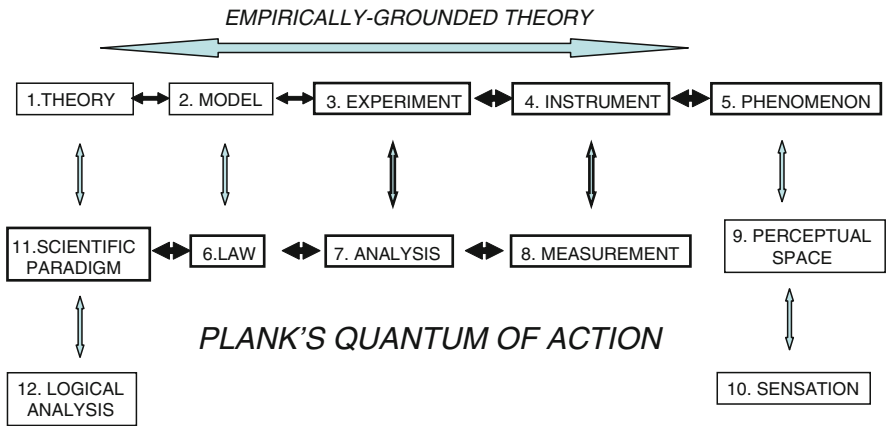 EMPIRICALLY-GROUNDED THEORY
1.THEORY
2. MODEL
3. EXPERIMENT
4. INSTRUMENT
5. PHENOMENON
11.SCIENTIFIC
PARADIGM
6.LAW
7. ANALYSIS
8. MEASUREMENT
9. PERCEPTUAL
SPACE
PLANK'S QUANTUM OF ACTION
12. LOGICAL
ANALYSIS
10. SENSATION